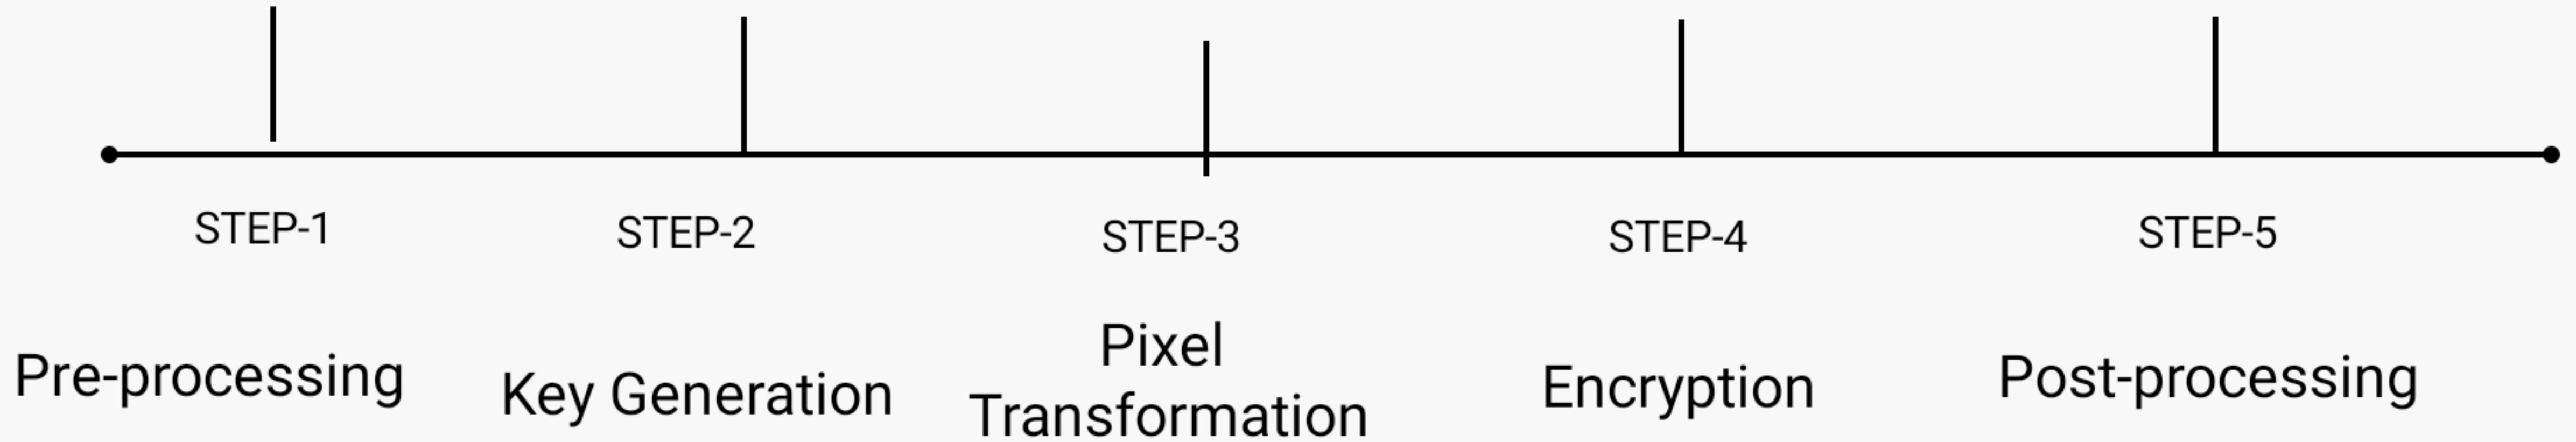 STEP-1
STEP-2
STEP-3
STEP-4
STEP-5
Pre-processing
Key Generation
Pixel
Transformation
Encryption
Post-processing